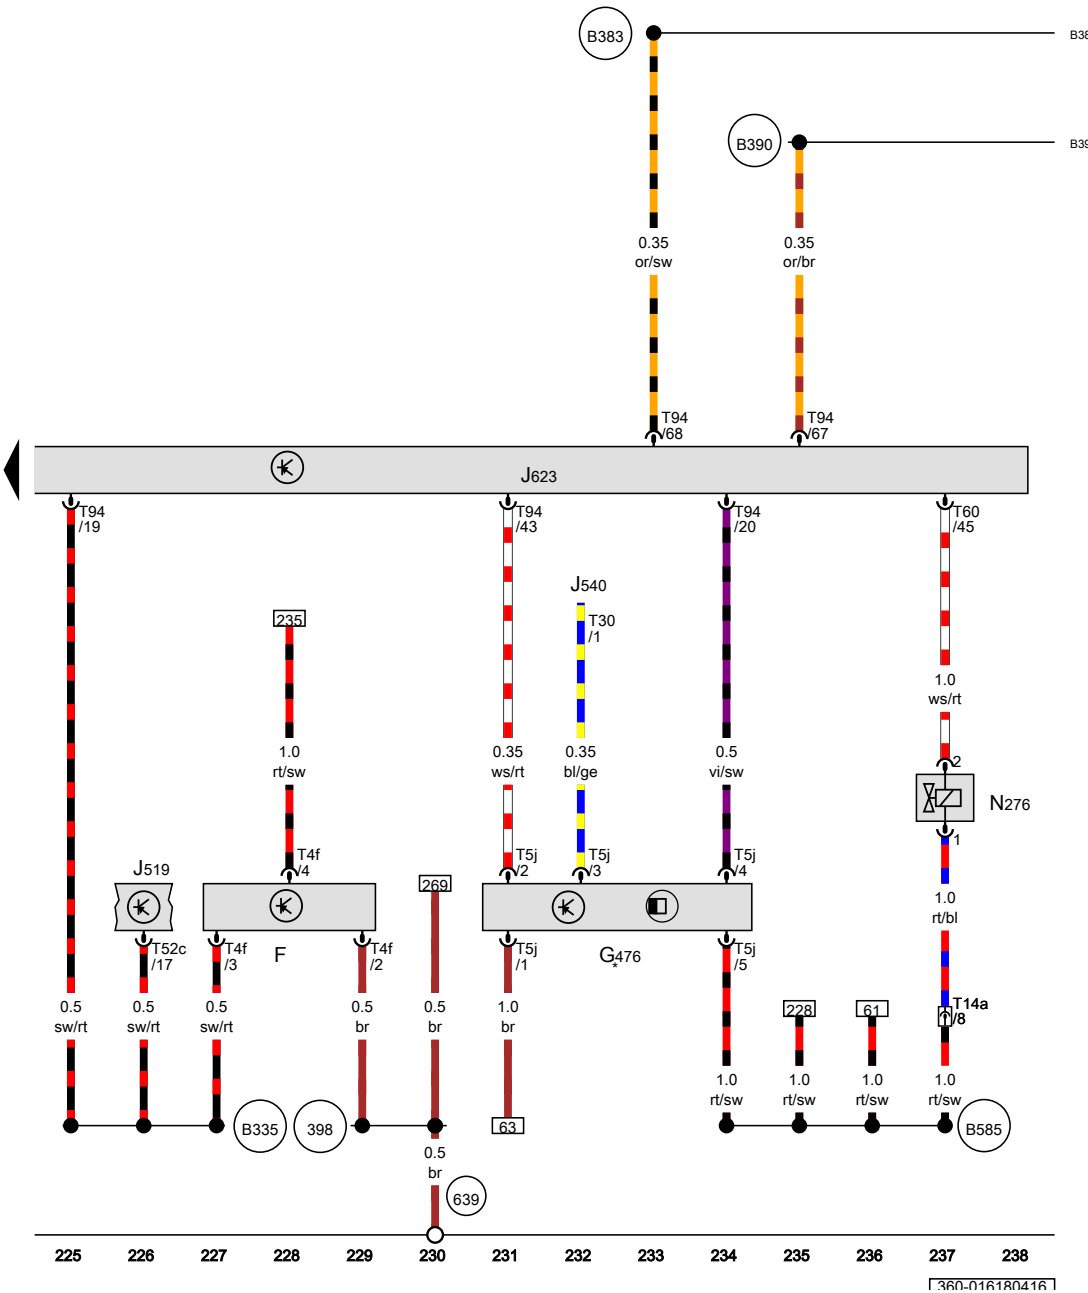 B383
B38
B390
B39
0.35
or/sw
0.35
or/br
T94
/68
T94
/67
J623
T94
/19
T94
/43
T94
/20
T60
/45
J540
T30
/1
235
1.0
ws/rt
1.0
rt/sw
0.35
ws/rt
0.35
bl/ge
0.5
vi/sw
2
N276
1
T4f
/4
T5j
/2
T5j
/3
T5j
/4
J519
269
1.0
rt/bl
T52c
/17
T4f
/3
F
T4f
/2
T5j
/1
G476
*
T5j
/5
0.5
sw/rt
0.5
sw/rt
0.5
sw/rt
0.5
br
0.5
br
1.0
br
228
61
T14a
/8
1.0
rt/sw
1.0
rt/sw
1.0
rt/sw
1.0
rt/sw
B335
398
63
B585
0.5
br
639
225 226 227 228 229 230 231 232 233 234 235 236 237 238
360-016180416